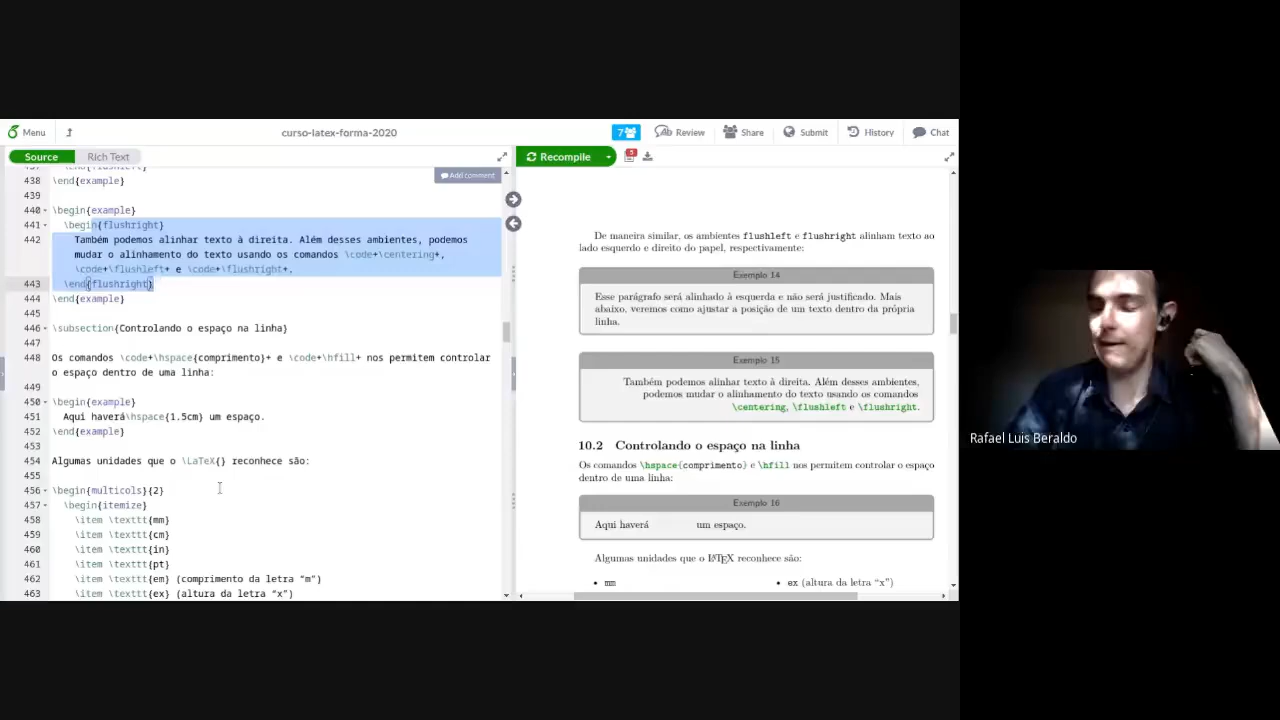 Menu
curso-latex-forma-2020
7
Review
Share
Submit
History
Chat
Source
Rich Text
Recompile
5
Add comment
437 \end{flushleft}
438 \end{example}
439
440 \begin{example}
441 \begin{flushright}
442 Também podemos alinhar texto à direita. Além desses ambientes, podemos
mudar o alinhamento do texto usando os comandos \code+\centering+,
\code+\flushleft+ e \code+\flushright+.
443 \end{flushright}
444 \end{example}
445
446 \subsection{Controlando o espaço na linha}
447
448 Os comandos \code+\hspace{comprimento}+ e \code+\hfill+ nos permitem controlar
o espaço dentro de uma linha:
449
450 \begin{example}
451 Aqui haverá\hspace{1.5cm} um espaço.
452 \end{example}
453
454 Algumas unidades que o \LaTeX{} reconhece são:
455
456 \begin{multicols}{2}
457 \begin{itemize}
458 \item \texttt{mm}
459 \item \texttt{cm}
460 \item \texttt{in}
461 \item \texttt{pt}
462 \item \texttt{em} (comprimento da letra “m”)
463 \item \texttt{ex} (altura da letra “x”)
De maneira similar, os ambientes flushleft e flushright alinham texto ao
lado esquerdo e direito do papel, respectivamente:
Exemplo 14
Esse parágrafo será alinhado à esquerda e não será justificado. Mais
abaixo, veremos como ajustar a posição de um texto dentro da própria
linha.
Exemplo 15
Também podemos alinhar texto à direita. Além desses ambientes,
podemos mudar o alinhamento do texto usando os comandos
\centering, \flushleft e \flushright.
10.2 Controlando o espaço na linha
Os comandos \hspace{comprimento} e \hfill nos permitem controlar o espaço
dentro de uma linha:
Exemplo 16
Aqui haverá um espaço.
Algumas unidades que o LaTeX reconhece são:
• mm
• ex (altura da letra “x”)
Rafael Luis Beraldo